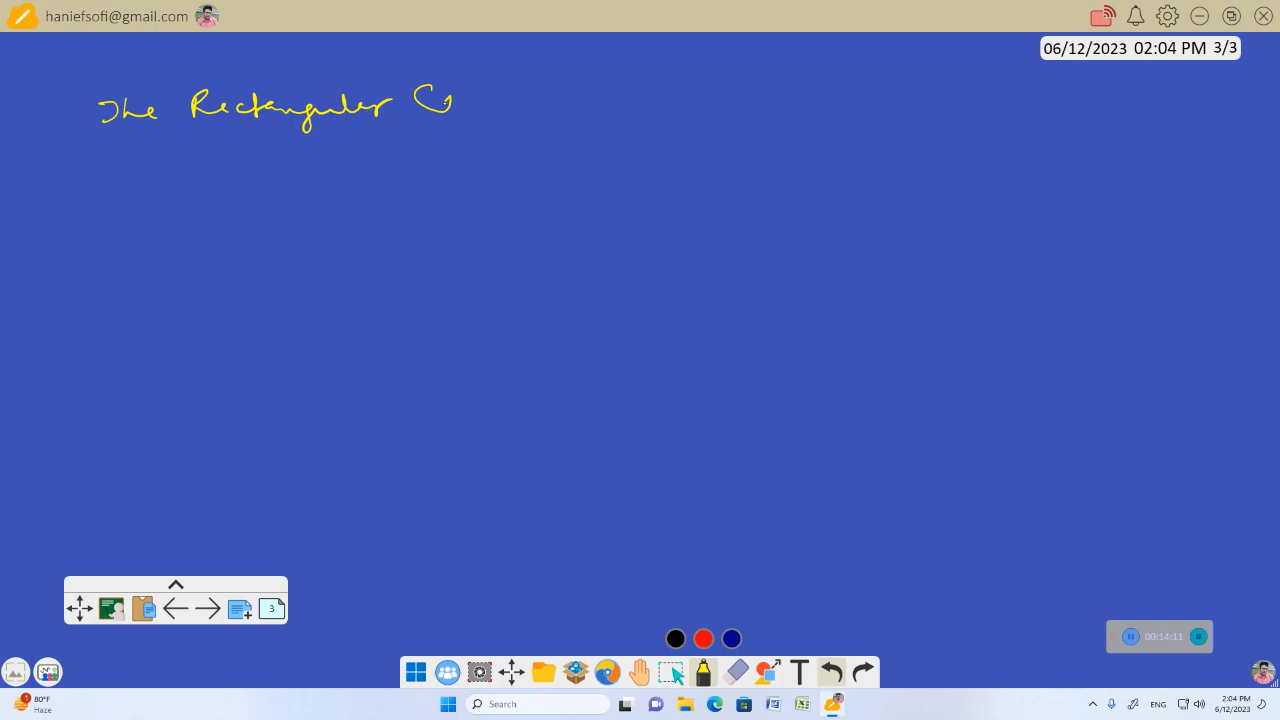 haniefsofi@gmail.com
06/12/2023 02:04 PM 3/3
The Rectangular
3
00:14:11
1
80°F
Haze
Search
ENG
2:04 PM
6/12/2023